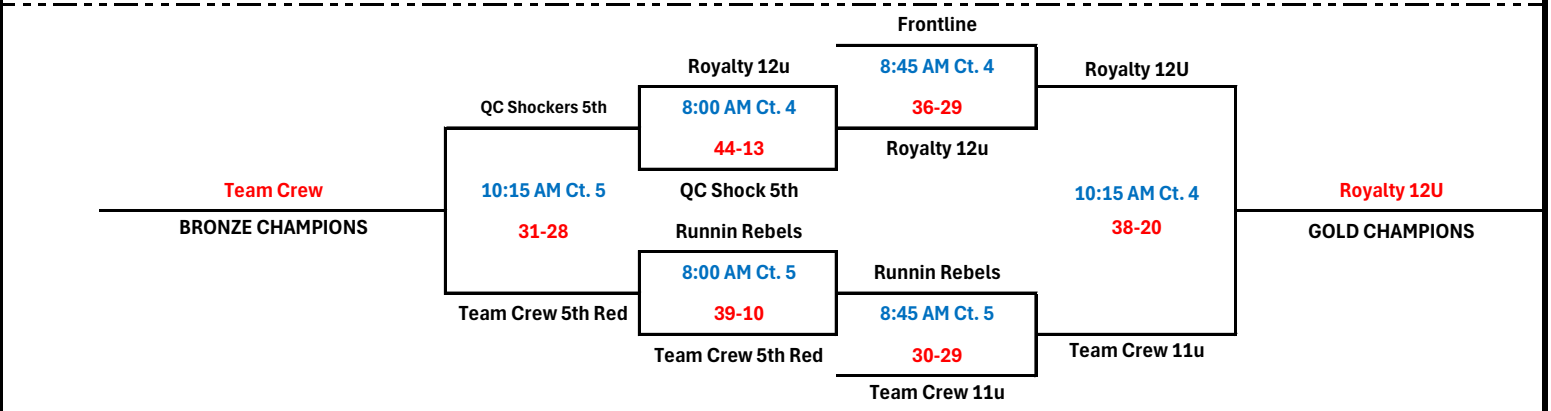 Frontline
Royalty 12u
8:45 AM Ct. 4
Royalty 12U
QC Shockers 5th
8:00 AM Ct. 4
36-29
44-13
Royalty 12u
Team Crew
10:15 AM Ct. 5
QC Shock 5th
10:15 AM Ct. 4
Royalty 12U
BRONZE CHAMPIONS
31-28
Runnin Rebels
38-20
GOLD CHAMPIONS
8:00 AM Ct. 5
Runnin Rebels
Team Crew 5th Red
39-10
8:45 AM Ct. 5
Team Crew 5th Red
30-29
Team Crew 11u
Team Crew 11u